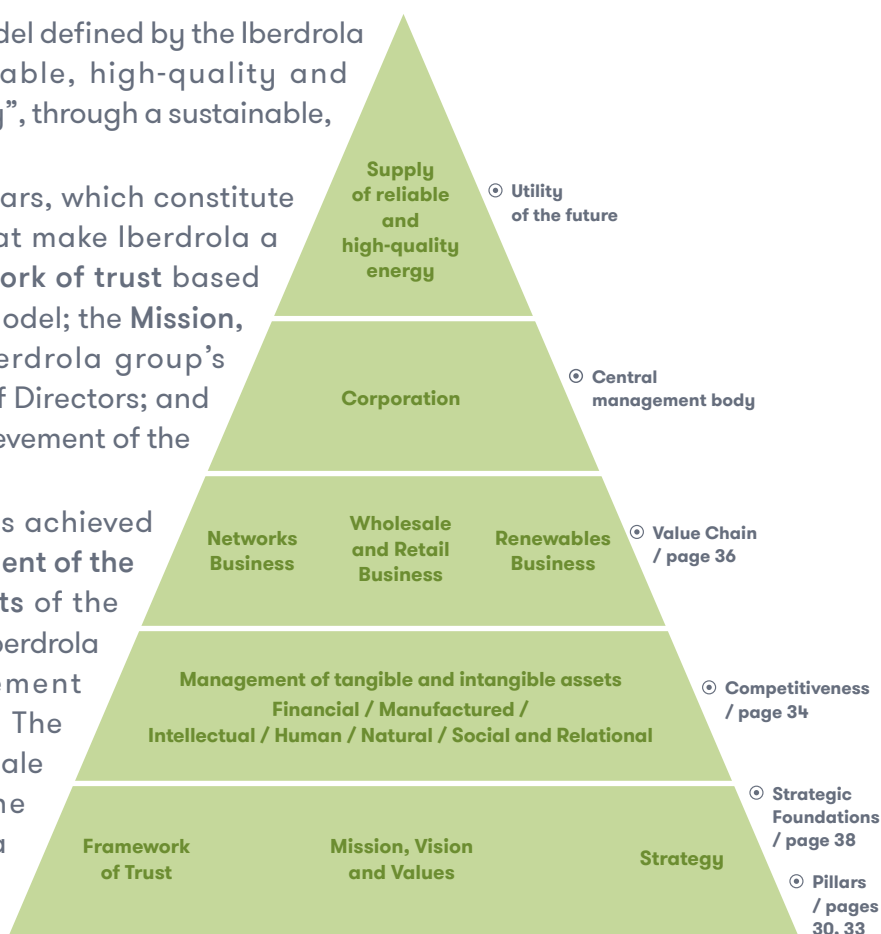 del defined by the Iberdrola
able, high-quality and
y”, through a sustainable,
ars, which constitute
at make Iberdrola a
ork of trust based
odel; the Mission,
erdrola group’s
f Directors; and
evement of the
s achieved
ent of the
ts of the
berdrola
ement
The
ale
ne
a
Supply
of reliable
and
high-quality
energy
Utility
of the future
Corporation
Central
management body
Networks
Business
Wholesale
and Retail
Business
Renewables
Business
Value Chain
/ page 36
Management of tangible and intangible assets
Financial / Manufactured /
Intellectual / Human / Natural / Social and Relational
Competitiveness
/ page 34
Framework
of Trust
Mission, Vision
and Values
Strategy
Strategic
Foundations
/ page 38
Pillars
/ pages
30, 33